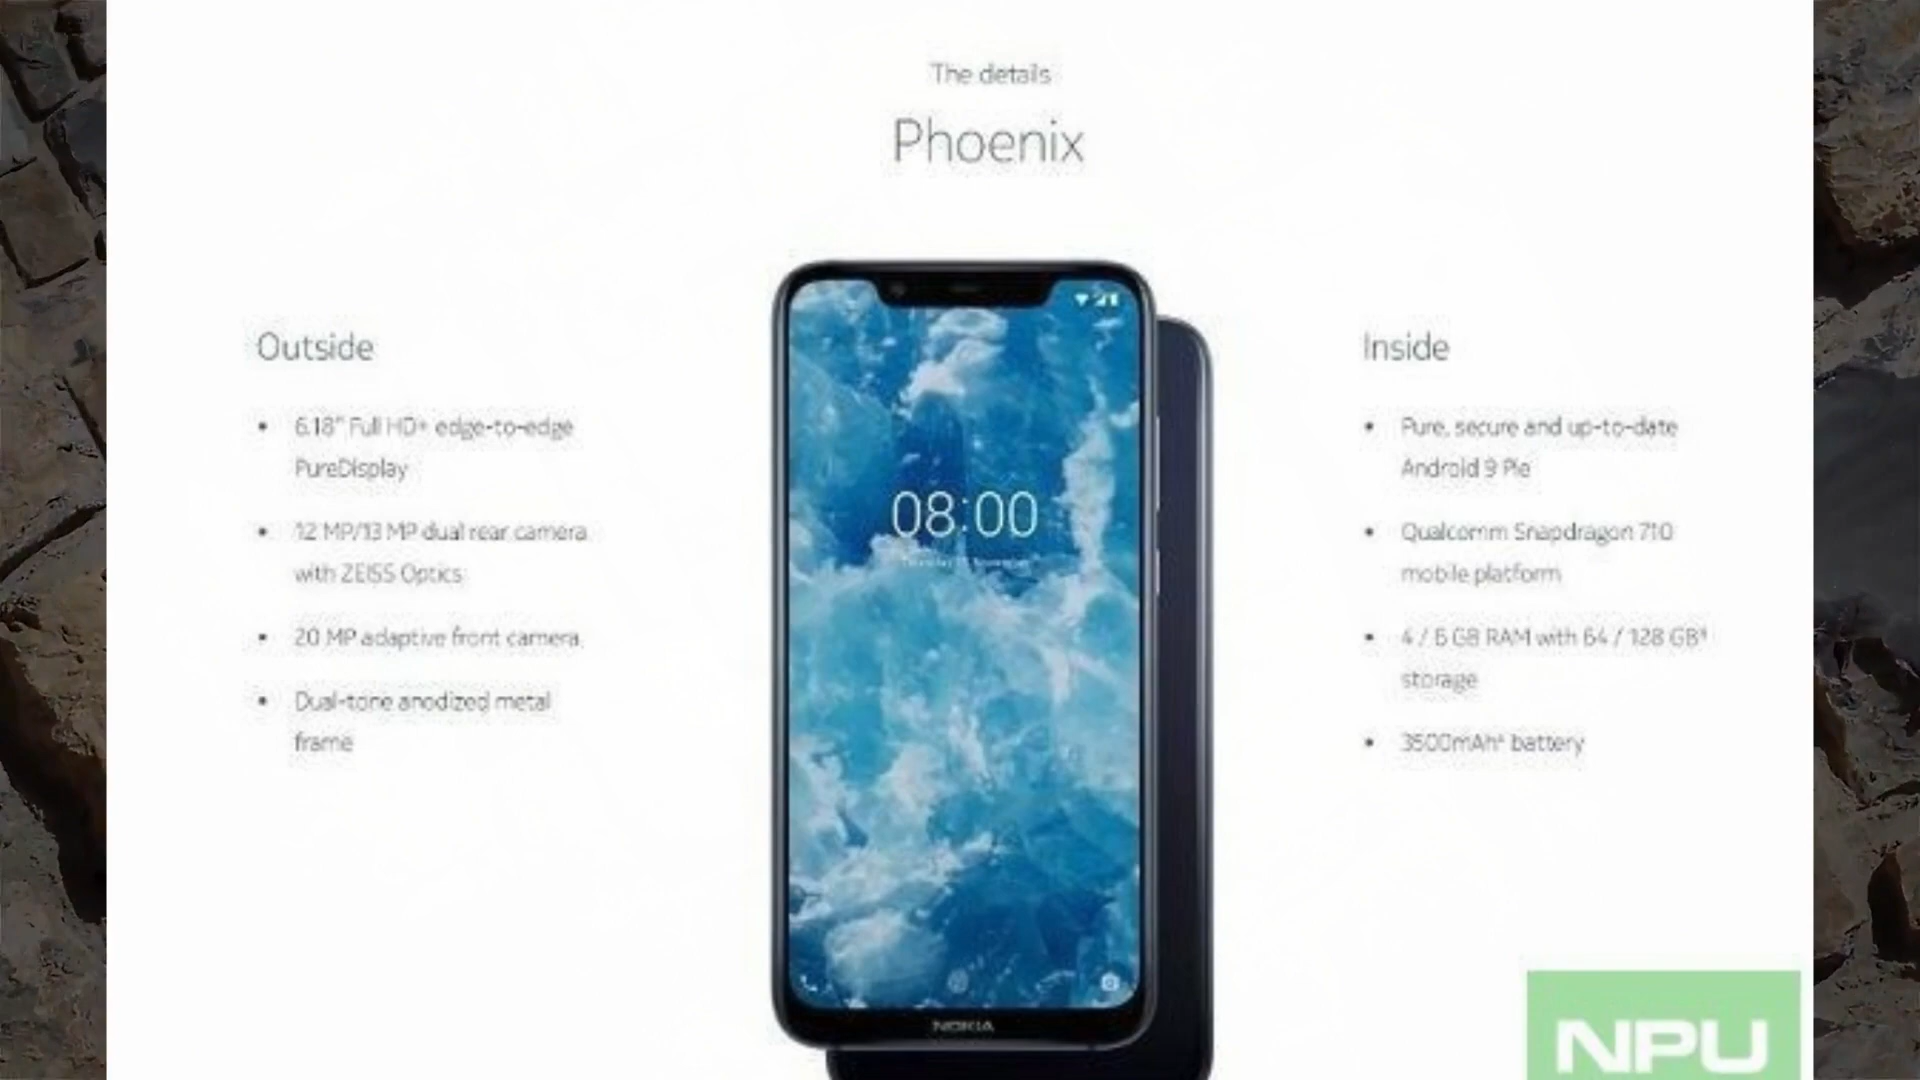 The details
Phoenix
Outside
• 6.18" Full HD+ edge-to-edge
PureDisplay
• 12 MP/13 MP dual rear camera
with ZEISS Optics
• 20 MP adaptive front camera
• Dual-tone anodized metal
frame
08:00
NOKIA
Inside
• Pure, secure and up-to-date
Android 9 Pie
• Qualcomm Snapdragon 710
mobile platform
• 4 / 6 GB RAM with 64 / 128 GB
storage
• 3500mAh battery
NPU